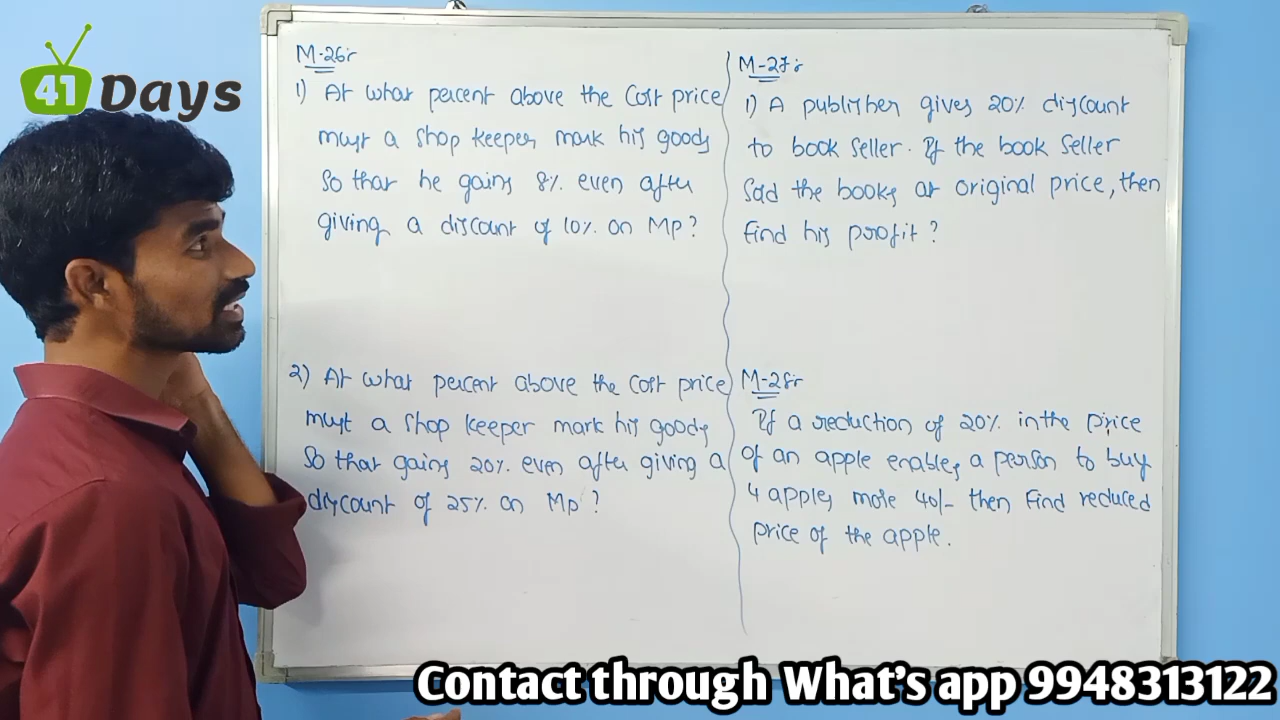 41 Days
M-26:-
1) At what percent above the Cost price
must a shop keeper mark his goods
So that he gains 8% even after
giving a discount of 10% on Mp?
2) At what percent above the cost price
must a shop keeper mark his goods
So that gains 20% even after giving a
discount of 25% on Mp?
M-27:-
1) A publisher gives 20% discount
to book seller. If the book Seller
Sold the books at original price, then
find his profit?
M-28:-
If a reduction of 20% in the price
of an apple enables a person to buy
4 apples more 40/- then find reduced
price of the apple.
Contact through What's app 9948313122